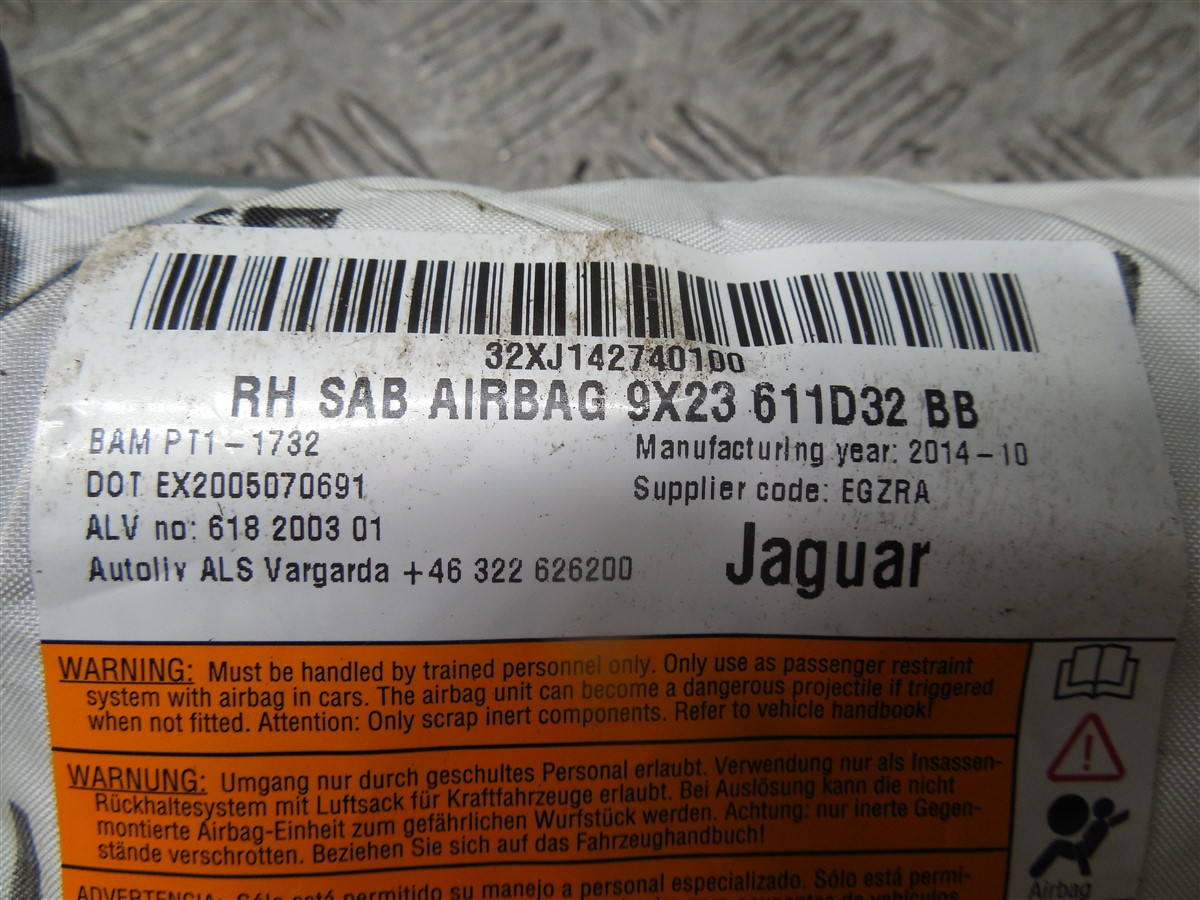 32XJ142740100
RH SAB AIRBAG 9X23 611D32 BB
BAM PT1-1732
Manufacturing year: 2014-10
DOT EX2005070691
Supplier code: EGZRA
ALV no: 618 2003 01
Autoliv ALS Vargarda +46 322 626200
Jaguar
WARNING: Must be handled by trained personnel only. Only use as passenger restraint
system with airbag in cars. The airbag unit can become a dangerous projectile if triggered
when not fitted. Attention: Only scrap inert components. Refer to vehicle handbook!
WARNUNG: Umgang nur durch geschultes Personal erlaubt. Verwendung nur als Insassen-
Rückhaltesystem mit Luftsack für Kraftfahrzeuge erlaubt. Bei Auslösung kann die nicht
montierte Airbag-Einheit zum gefährlichen Wurfstück werden. Achtung: nur inerte Gegen-
stände verschrotten. Beziehen Sie sich auf das Fahrzeughandbuch!
ADVERTENCIA: Sólo está permitido su manejo a personal especializado. Sólo está permi-
Airbag